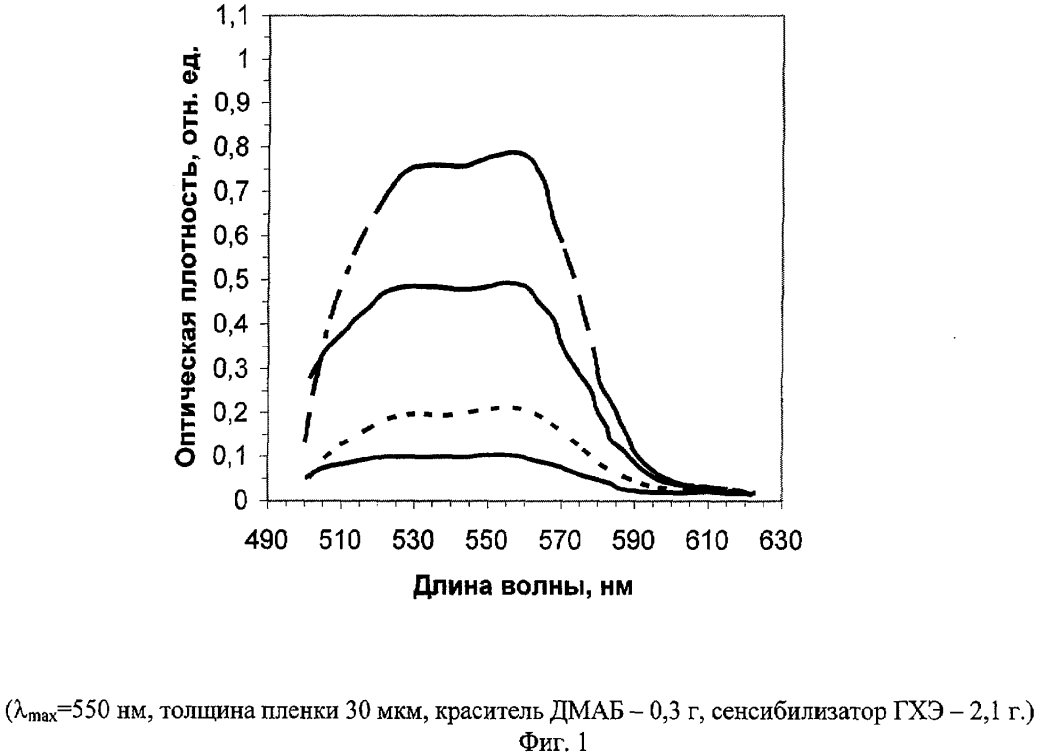 Оптическая плотность, отн. ед.
1,1
1
0,9
0,8
0,7
0,6
0,5
0,4
0,3
0,2
0,1
0
490 510 530 550 570 590 610 630
Длина волны, нм
(λmax=550 нм, толщина пленки 30 мкм, краситель ДМАБ – 0,3 г, сенсибилизатор ГХЭ – 2,1 г.)
Фиг. 1